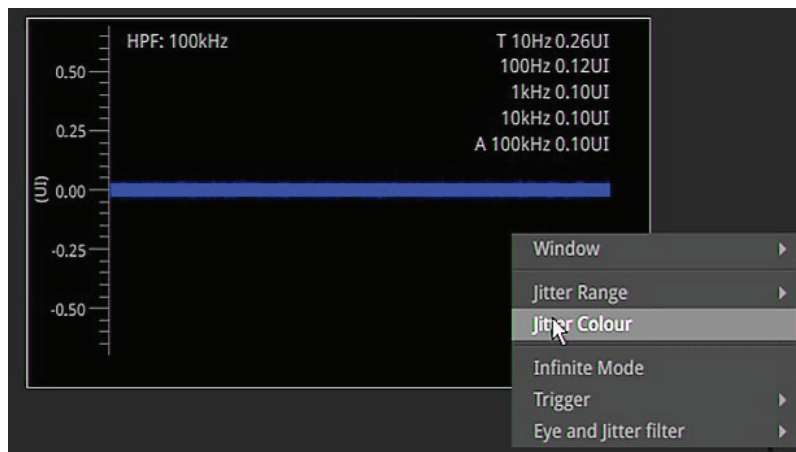 HPF: 100kHz
T 10Hz 0.26UI
100Hz 0.12UI
1kHz 0.10UI
10kHz 0.10UI
A 100kHz 0.10UI
0.50
0.25
(UI)
0.00
-0.25
-0.50
Window
Jitter Range
Jitter Colour
Infinite Mode
Trigger
Eye and Jitter filter